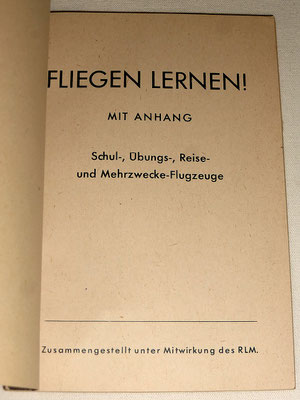 FLIEGEN LERNEN!
MIT ANHANG
Schul-, Übungs-, Reise-
und Mehrzwecke-Flugzeuge
Zusammengestellt unter Mitwirkung des RLM.